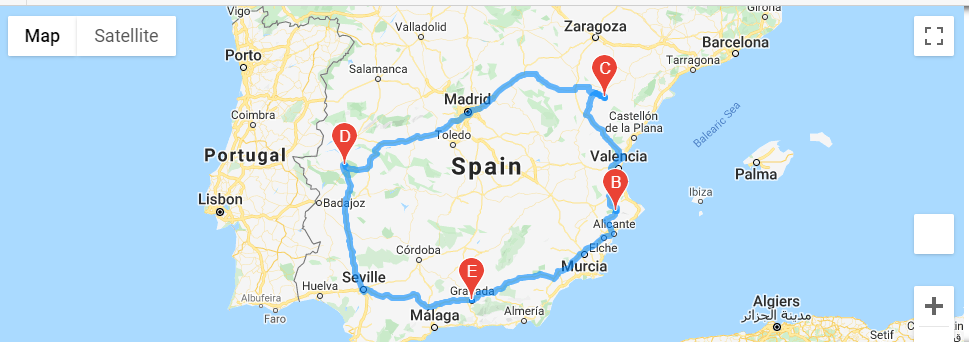 Map
Satellite
Vigo
Valladolid
Zaragoza
Girona
Porto
Barcelona
Salamanca
Tarragona
C
Madrid
Coimbra
Castellón
de la Plana
Balearic Sea
D
Toledo
Portugal
Spain
Valencia
Palma
B
Ibiza
Lisbon
Badajoz
Alicante
Córdoba
Elche
Murcia
E
Seville
Huelva
Granada
Albufeira
Faro
Málaga
Almería
Algiers
مدينة الجزائر
Setif